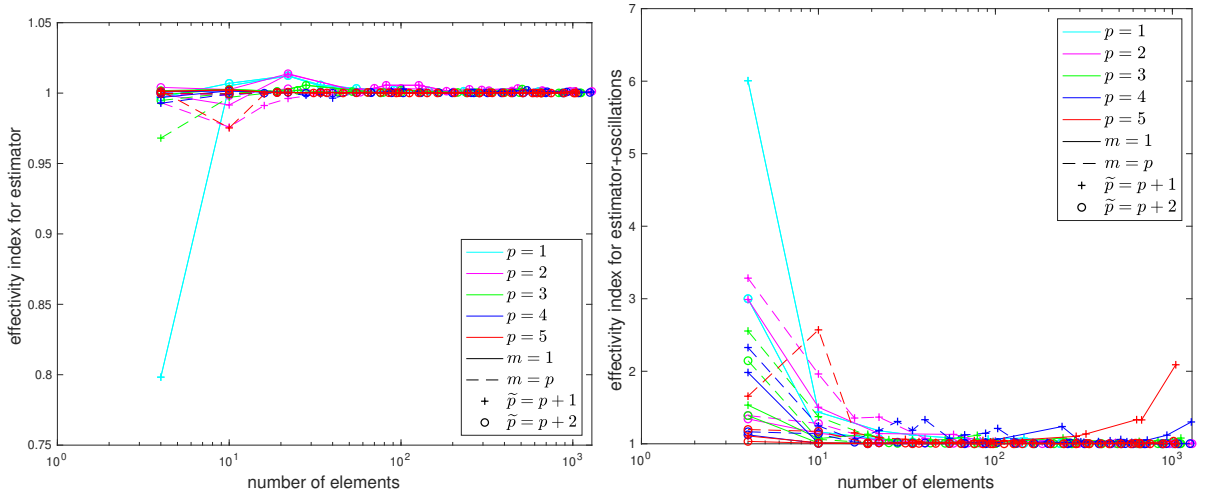 1.05
1
0.95
0.9
0.85
0.8
0.75
10^0
10^1
10^2
10^3
number of elements
effectivity index for estimator
p = 1
p = 2
p = 3
p = 4
p = 5
m = 1
m = p
p̃ = p + 1
p̃ = p + 2
7
6
5
4
3
2
1
10^0
10^1
10^2
10^3
number of elements
effectivity index for estimator+oscillations
p = 1
p = 2
p = 3
p = 4
p = 5
m = 1
m = p
p̃ = p + 1
p̃ = p + 2